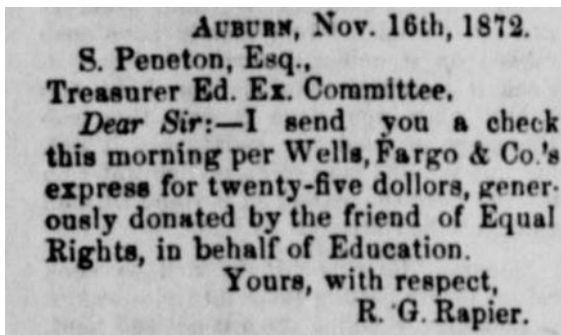 AUBURN, Nov. 16th, 1872.
S. Peneton, Esq.,
Treasurer Ed. Ex. Committee.
Dear Sir:—I send you a check
this morning per Wells, Fargo & Co.'s
express for twenty-five dollors, gener-
ously donated by the friend of Equal
Rights, in behalf of Education.
Yours, with respect,
R. G. Rapier.